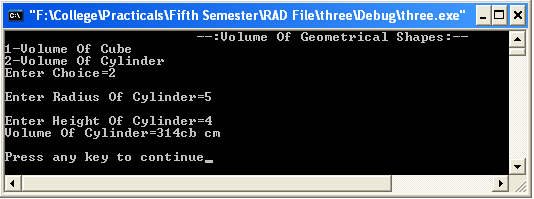 "F:\College\Practicals\Fifth Semester\RAD File\three\Debug\three.exe"
--:Volume Of Geometrical Shapes:--
1-Volume Of Cube
2-Volume Of Cylinder
Enter Choice=2
Enter Radius Of Cylinder=5
Enter Height Of Cylinder=4
Volume Of Cylinder=314cb cm
Press any key to continue_